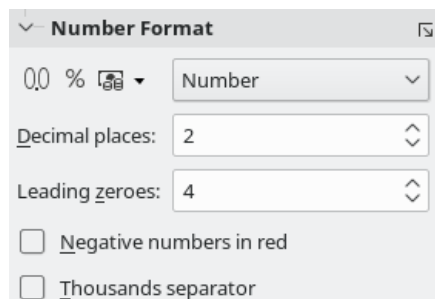 Number Format
0.0 % Number
Decimal places: 2
Leading zeroes: 4
Negative numbers in red
Thousands separator